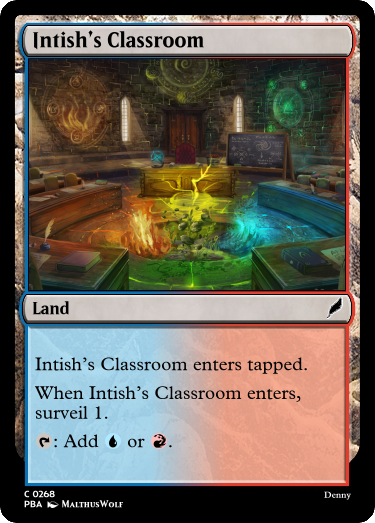 Intish's Classroom
Land
Intish's Classroom enters tapped.
When Intish's Classroom enters,
surveil 1.
: Add or .
C 0268
PBA MalthusWolf
Denny